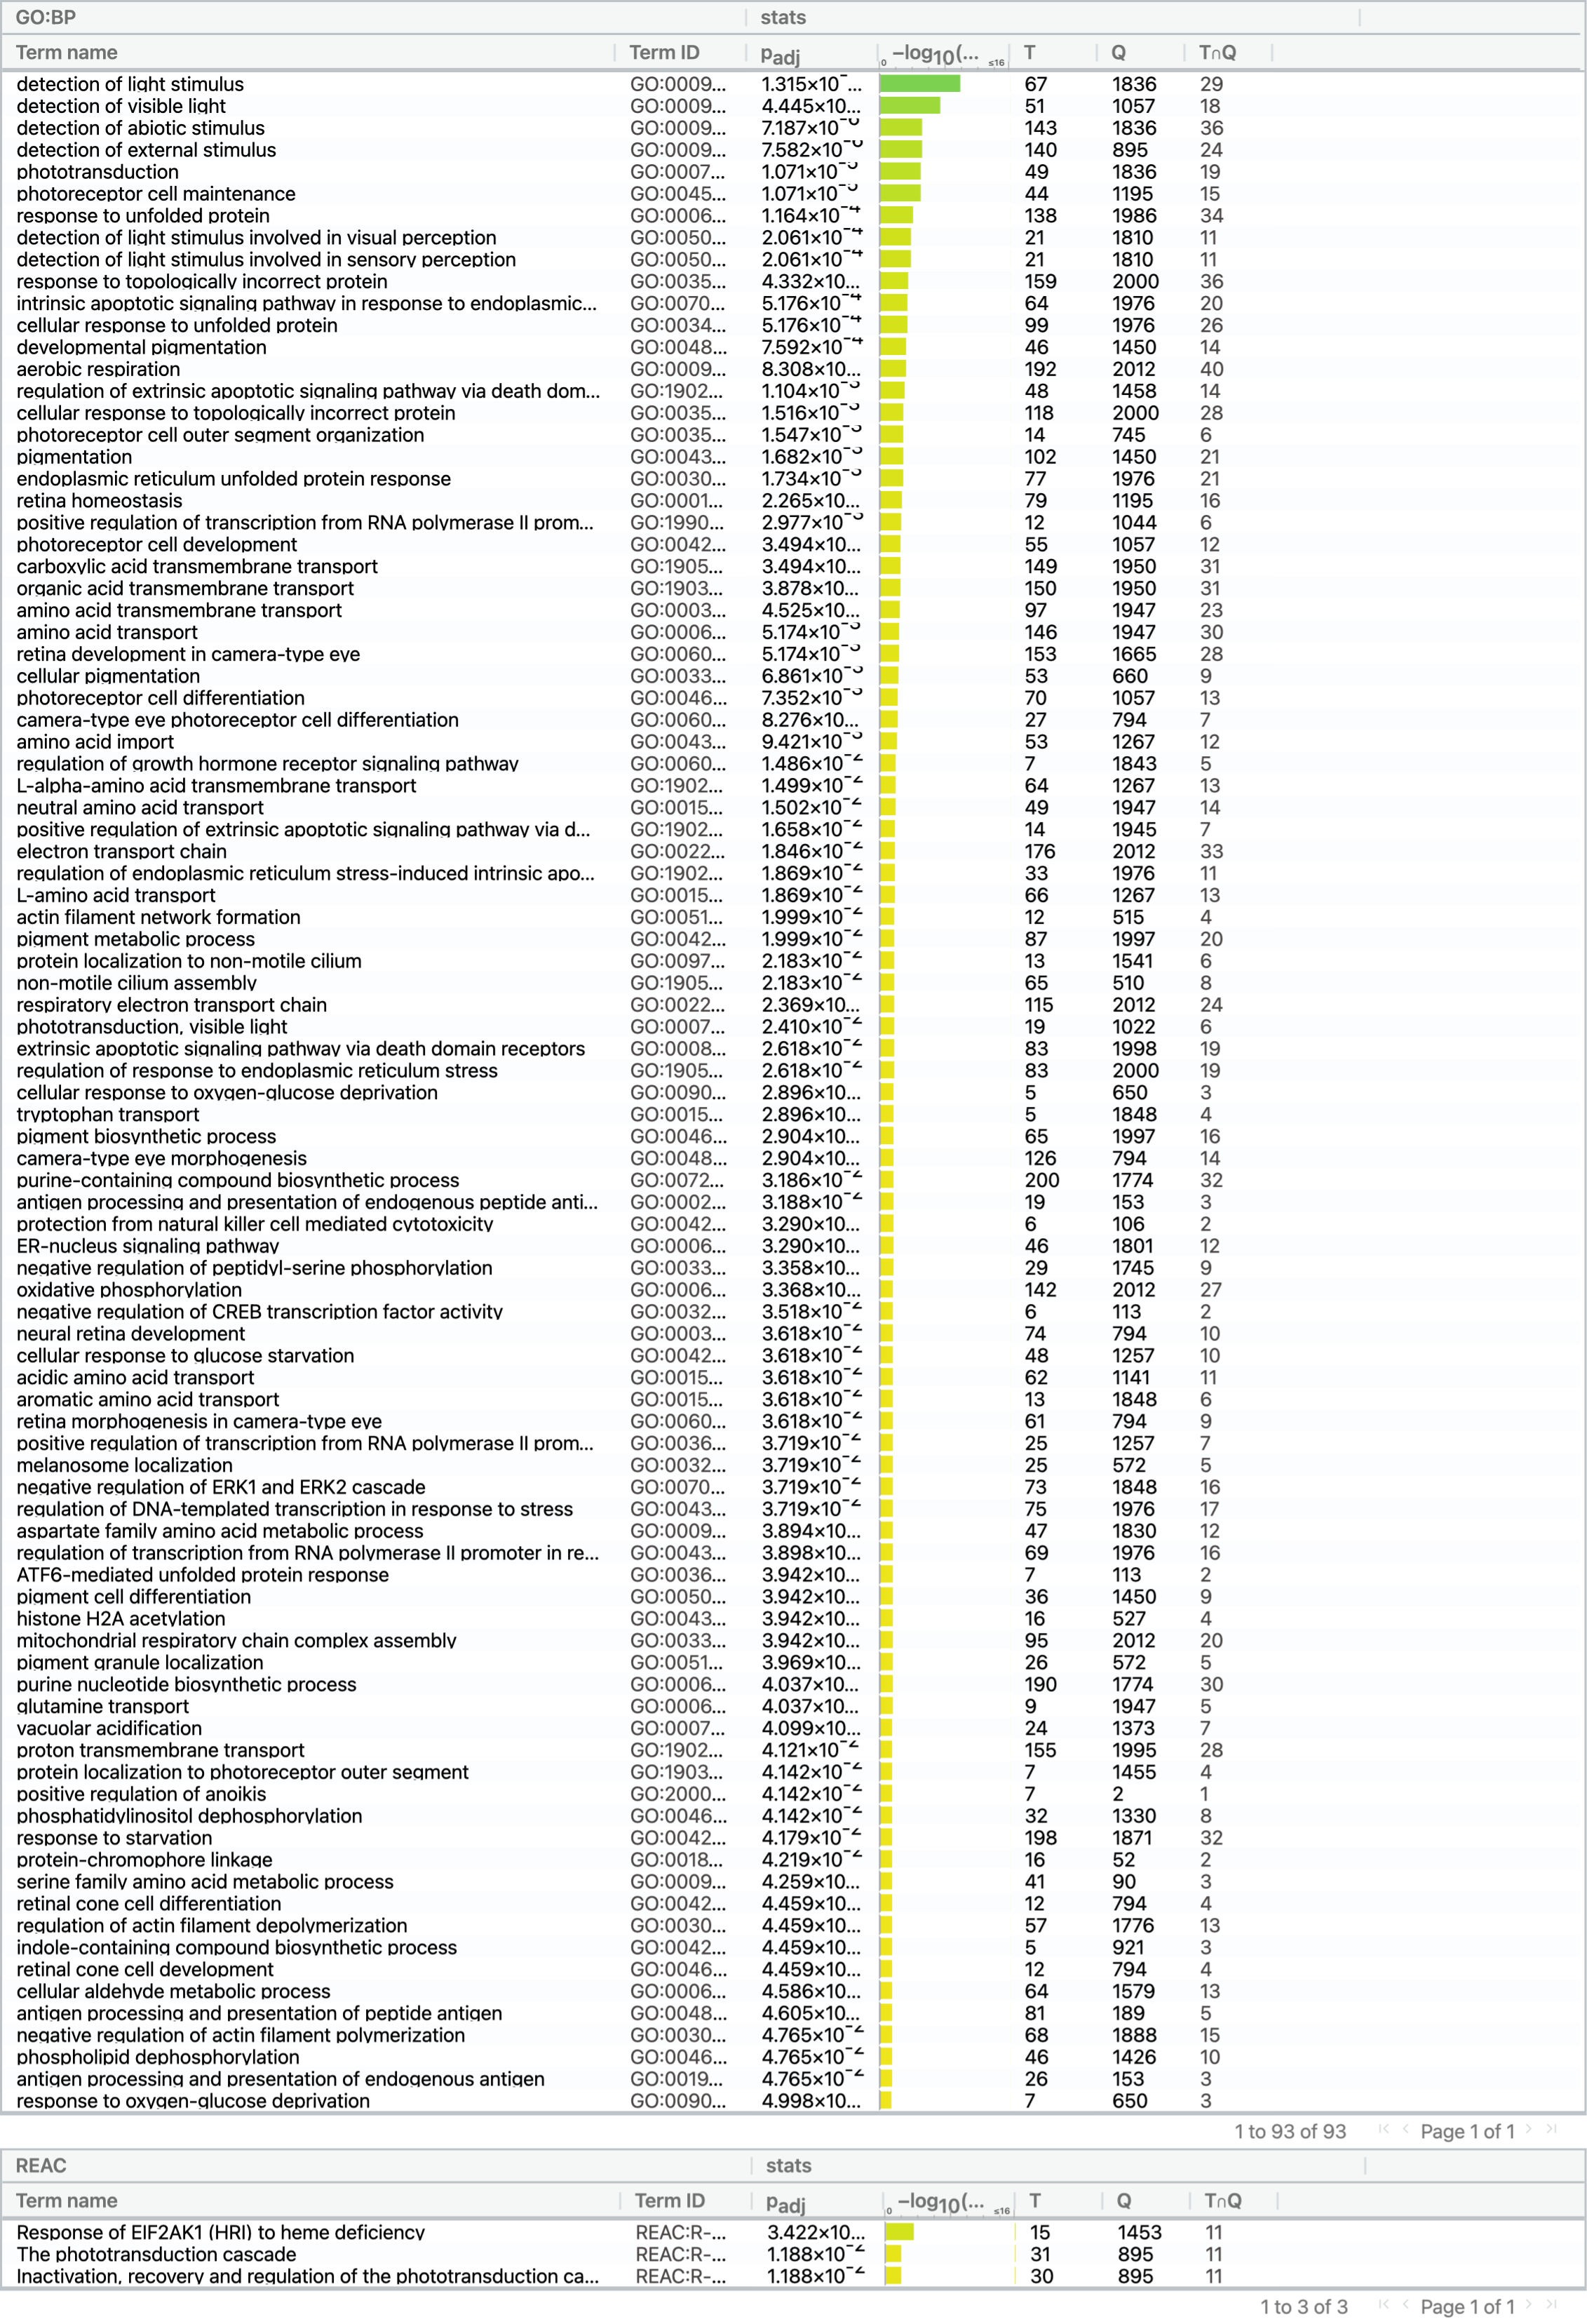 GO:BP stats
Term name Term ID padj −log10(... T Q T∩Q
0 ≤16
detection of light stimulus GO:0009... 1.315×10⁻... 67 1836 29
detection of visible light GO:0009... 4.445×10... 51 1057 18
detection of abiotic stimulus GO:0009... 7.187×10⁻⁶ 143 1836 36
detection of external stimulus GO:0009... 7.582×10⁻⁶ 140 895 24
phototransduction GO:0007... 1.071×10⁻⁵ 49 1836 19
photoreceptor cell maintenance GO:0045... 1.071×10⁻⁵ 44 1195 15
response to unfolded protein GO:0006... 1.164×10⁻⁴ 138 1986 34
detection of light stimulus involved in visual perception GO:0050... 2.061×10⁻⁴ 21 1810 11
detection of light stimulus involved in sensory perception GO:0050... 2.061×10⁻⁴ 21 1810 11
response to topologically incorrect protein GO:0035... 4.332×10... 159 2000 36
intrinsic apoptotic signaling pathway in response to endoplasmic... GO:0070... 5.176×10⁻⁴ 64 1976 20
cellular response to unfolded protein GO:0034... 5.176×10⁻⁴ 99 1976 26
developmental pigmentation GO:0048... 7.592×10⁻⁴ 46 1450 14
aerobic respiration GO:0009... 8.308×10... 192 2012 40
regulation of extrinsic apoptotic signaling pathway via death dom... GO:1902... 1.104×10⁻³ 48 1458 14
cellular response to topologically incorrect protein GO:0035... 1.516×10⁻³ 118 2000 28
photoreceptor cell outer segment organization GO:0035... 1.547×10⁻³ 14 745 6
pigmentation GO:0043... 1.682×10⁻³ 102 1450 21
endoplasmic reticulum unfolded protein response GO:0030... 1.734×10⁻³ 77 1976 21
retina homeostasis GO:0001... 2.265×10... 79 1195 16
positive regulation of transcription from RNA polymerase II prom... GO:1990... 2.977×10⁻³ 12 1044 6
photoreceptor cell development GO:0042... 3.494×10... 55 1057 12
carboxylic acid transmembrane transport GO:1905... 3.494×10... 149 1950 31
organic acid transmembrane transport GO:1903... 3.878×10... 150 1950 31
amino acid transmembrane transport GO:0003... 4.525×10... 97 1947 23
amino acid transport GO:0006... 5.174×10⁻³ 146 1947 30
retina development in camera-type eye GO:0060... 5.174×10⁻³ 153 1665 28
cellular pigmentation GO:0033... 6.861×10⁻³ 53 660 9
photoreceptor cell differentiation GO:0046... 7.352×10⁻³ 70 1057 13
camera-type eye photoreceptor cell differentiation GO:0060... 8.276×10... 27 794 7
amino acid import GO:0043... 9.421×10⁻³ 53 1267 12
regulation of growth hormone receptor signaling pathway GO:0060... 1.486×10⁻² 7 1843 5
L-alpha-amino acid transmembrane transport GO:1902... 1.499×10⁻² 64 1267 13
neutral amino acid transport GO:0015... 1.502×10⁻² 49 1947 14
positive regulation of extrinsic apoptotic signaling pathway via d... GO:1902... 1.658×10⁻² 14 1945 7
electron transport chain GO:0022... 1.846×10⁻² 176 2012 33
regulation of endoplasmic reticulum stress-induced intrinsic apo... GO:1902... 1.869×10⁻² 33 1976 11
L-amino acid transport GO:0015... 1.869×10⁻² 66 1267 13
actin filament network formation GO:0051... 1.999×10⁻² 12 515 4
pigment metabolic process GO:0042... 1.999×10⁻² 87 1997 20
protein localization to non-motile cilium GO:0097... 2.183×10⁻² 13 1541 6
non-motile cilium assembly GO:1905... 2.183×10⁻² 65 510 8
respiratory electron transport chain GO:0022... 2.369×10... 115 2012 24
phototransduction, visible light GO:0007... 2.410×10⁻² 19 1022 6
extrinsic apoptotic signaling pathway via death domain receptors GO:0008... 2.618×10⁻² 83 1998 19
regulation of response to endoplasmic reticulum stress GO:1905... 2.618×10⁻² 83 2000 19
cellular response to oxygen-glucose deprivation GO:0090... 2.896×10... 5 650 3
tryptophan transport GO:0015... 2.896×10... 5 1848 4
pigment biosynthetic process GO:0046... 2.904×10... 65 1997 16
camera-type eye morphogenesis GO:0048... 2.904×10... 126 794 14
purine-containing compound biosynthetic process GO:0072... 3.186×10⁻² 200 1774 32
antigen processing and presentation of endogenous peptide anti... GO:0002... 3.188×10⁻² 19 153 3
protection from natural killer cell mediated cytotoxicity GO:0042... 3.290×10... 6 106 2
ER-nucleus signaling pathway GO:0006... 3.290×10... 46 1801 12
negative regulation of peptidyl-serine phosphorylation GO:0033... 3.358×10... 29 1745 9
oxidative phosphorylation GO:0006... 3.368×10... 142 2012 27
negative regulation of CREB transcription factor activity GO:0032... 3.518×10⁻² 6 113 2
neural retina development GO:0003... 3.618×10⁻² 74 794 10
cellular response to glucose starvation GO:0042... 3.618×10⁻² 48 1257 10
acidic amino acid transport GO:0015... 3.618×10⁻² 62 1141 11
aromatic amino acid transport GO:0015... 3.618×10⁻² 13 1848 6
retina morphogenesis in camera-type eye GO:0060... 3.618×10⁻² 61 794 9
positive regulation of transcription from RNA polymerase II prom... GO:0036... 3.719×10⁻² 25 1257 7
melanosome localization GO:0032... 3.719×10⁻² 25 572 5
negative regulation of ERK1 and ERK2 cascade GO:0070... 3.719×10⁻² 73 1848 16
regulation of DNA-templated transcription in response to stress GO:0043... 3.719×10⁻² 75 1976 17
aspartate family amino acid metabolic process GO:0009... 3.894×10... 47 1830 12
regulation of transcription from RNA polymerase II promoter in re... GO:0043... 3.898×10... 69 1976 16
ATF6-mediated unfolded protein response GO:0036... 3.942×10... 7 113 2
pigment cell differentiation GO:0050... 3.942×10... 36 1450 9
histone H2A acetylation GO:0043... 3.942×10... 16 527 4
mitochondrial respiratory chain complex assembly GO:0033... 3.942×10... 95 2012 20
pigment granule localization GO:0051... 3.969×10... 26 572 5
purine nucleotide biosynthetic process GO:0006... 4.037×10... 190 1774 30
glutamine transport GO:0006... 4.037×10... 9 1947 5
vacuolar acidification GO:0007... 4.099×10... 24 1373 7
proton transmembrane transport GO:1902... 4.121×10⁻² 155 1995 28
protein localization to photoreceptor outer segment GO:1903... 4.142×10⁻² 7 1455 4
positive regulation of anoikis GO:2000... 4.142×10⁻² 7 2 1
phosphatidylinositol dephosphorylation GO:0046... 4.142×10⁻² 32 1330 8
response to starvation GO:0042... 4.179×10⁻² 198 1871 32
protein-chromophore linkage GO:0018... 4.219×10⁻² 16 52 2
serine family amino acid metabolic process GO:0009... 4.259×10... 41 90 3
retinal cone cell differentiation GO:0042... 4.459×10... 12 794 4
regulation of actin filament depolymerization GO:0030... 4.459×10... 57 1776 13
indole-containing compound biosynthetic process GO:0042... 4.459×10... 5 921 3
retinal cone cell development GO:0046... 4.459×10... 12 794 4
cellular aldehyde metabolic process GO:0006... 4.586×10... 64 1579 13
antigen processing and presentation of peptide antigen GO:0048... 4.605×10... 81 189 5
negative regulation of actin filament polymerization GO:0030... 4.765×10⁻² 68 1888 15
phospholipid dephosphorylation GO:0046... 4.765×10⁻² 46 1426 10
antigen processing and presentation of endogenous antigen GO:0019... 4.765×10⁻² 26 153 3
response to oxygen-glucose deprivation GO:0090... 4.998×10... 7 650 3
1 to 93 of 93 Page 1 of 1
REAC stats
Term name Term ID padj −log10(... T Q T∩Q
0 ≤16
Response of EIF2AK1 (HRI) to heme deficiency REAC:R-... 3.422×10... 15 1453 11
The phototransduction cascade REAC:R-... 1.188×10⁻² 31 895 11
Inactivation, recovery and regulation of the phototransduction ca... REAC:R-... 1.188×10⁻² 30 895 11
1 to 3 of 3 Page 1 of 1